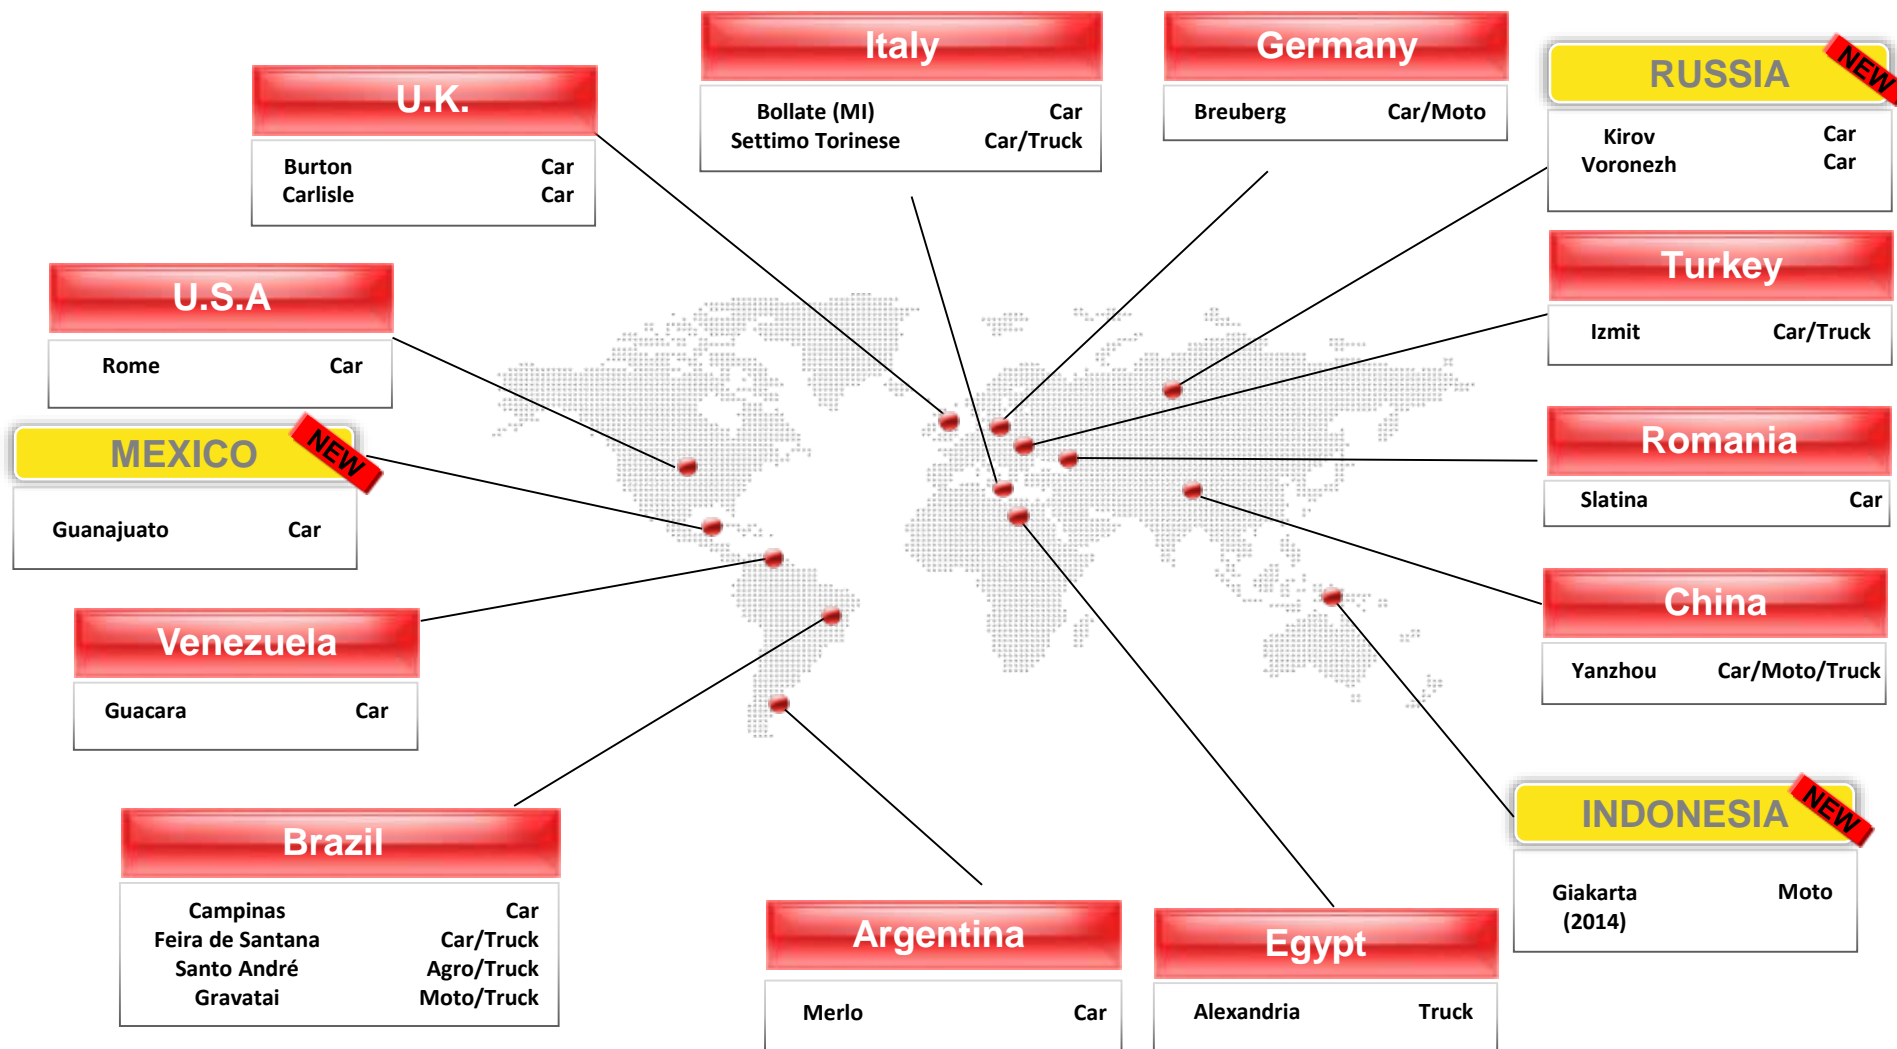 Italy
Bollate (MI) Car
Settimo Torinese Car/Truck
Germany
Breuberg Car/Moto
RUSSIA NEW
Kirov Car
Voronezh Car
U.K.
Burton Car
Carlisle Car
Turkey
Izmit Car/Truck
U.S.A
Rome Car
Romania
Slatina Car
MEXICO NEW
Guanajuato Car
China
Yanzhou Car/Moto/Truck
Venezuela
Guacara Car
INDONESIA NEW
Giakarta Moto
(2014)
Brazil
Campinas Car
Feira de Santana Car/Truck
Santo André Agro/Truck
Gravatai Moto/Truck
Argentina
Merlo Car
Egypt
Alexandria Truck